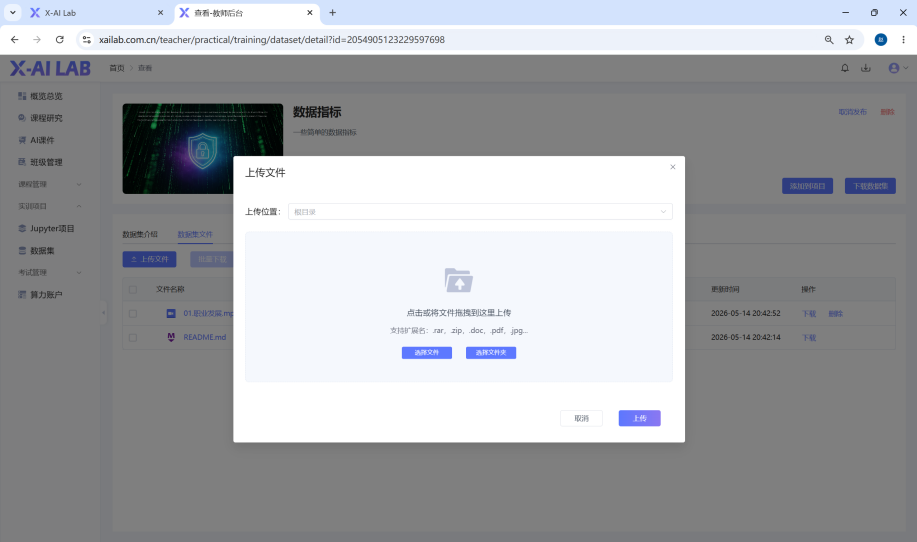 X-AI Lab
查看-教师后台
xailab.com.cn/teacher/practical/training/dataset/detail?id=2054905123229597698
X-AI LAB
首页 > 查看
概览总览
课程研究
AI课件
班级管理
课程管理
实训项目
Jupyter项目
数据集
考试管理
算力账户
数据指标
一些简单的数据指标
取消发布
删除
添加到项目
下载数据集
数据集介绍
数据集文件
上传文件
批量下载
文件名称
更新时间
操作
01.职业发展.mp
2026-05-14 20:42:52
下载
删除
README.md
2026-05-14 20:42:14
下载
上传文件
上传位置：
根目录
点击或将文件拖拽到这里上传
支持扩展名：.rar、.zip、.doc、.pdf、.jpg...
选择文件
选择文件夹
取消
上传